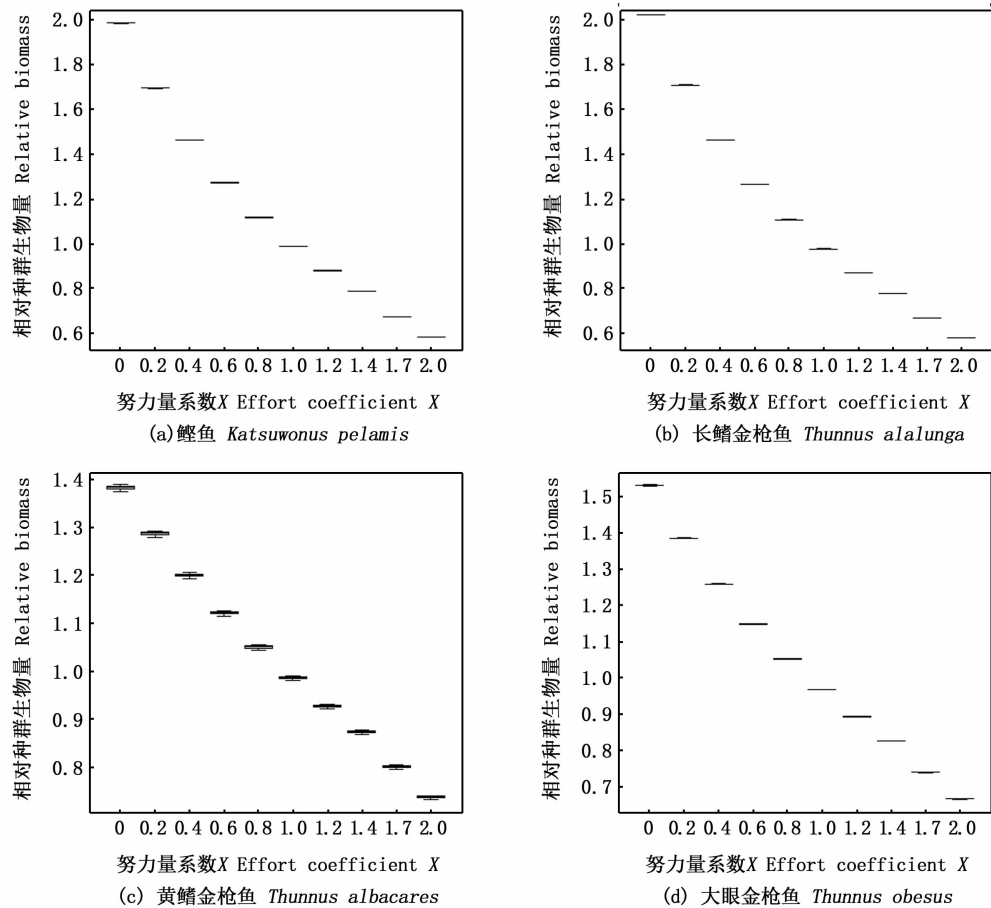 相对种群生物量 Relative biomass
2.0
1.8
1.6
1.4
1.2
1.0
0.8
0.6
0 0.2 0.4 0.6 0.8 1.0 1.2 1.4 1.7 2.0
努力量系数X Effort coefficient X
(a)鲣鱼 Katsuwonus pelamis
相对种群生物量 Relative biomass
2.0
1.8
1.6
1.4
1.2
1.0
0.8
0.6
0 0.2 0.4 0.6 0.8 1.0 1.2 1.4 1.7 2.0
努力量系数X Effort coefficient X
(b) 长鳍金枪鱼 Thunnus alalunga
相对种群生物量 Relative biomass
1.4
1.3
1.2
1.1
1.0
0.9
0.8
0 0.2 0.4 0.6 0.8 1.0 1.2 1.4 1.7 2.0
努力量系数X Effort coefficient X
(c) 黄鳍金枪鱼 Thunnus albacares
相对种群生物量 Relative biomass
1.5
1.4
1.3
1.2
1.1
1.0
0.9
0.8
0.7
0 0.2 0.4 0.6 0.8 1.0 1.2 1.4 1.7 2.0
努力量系数X Effort coefficient X
(d) 大眼金枪鱼 Thunnus obesus